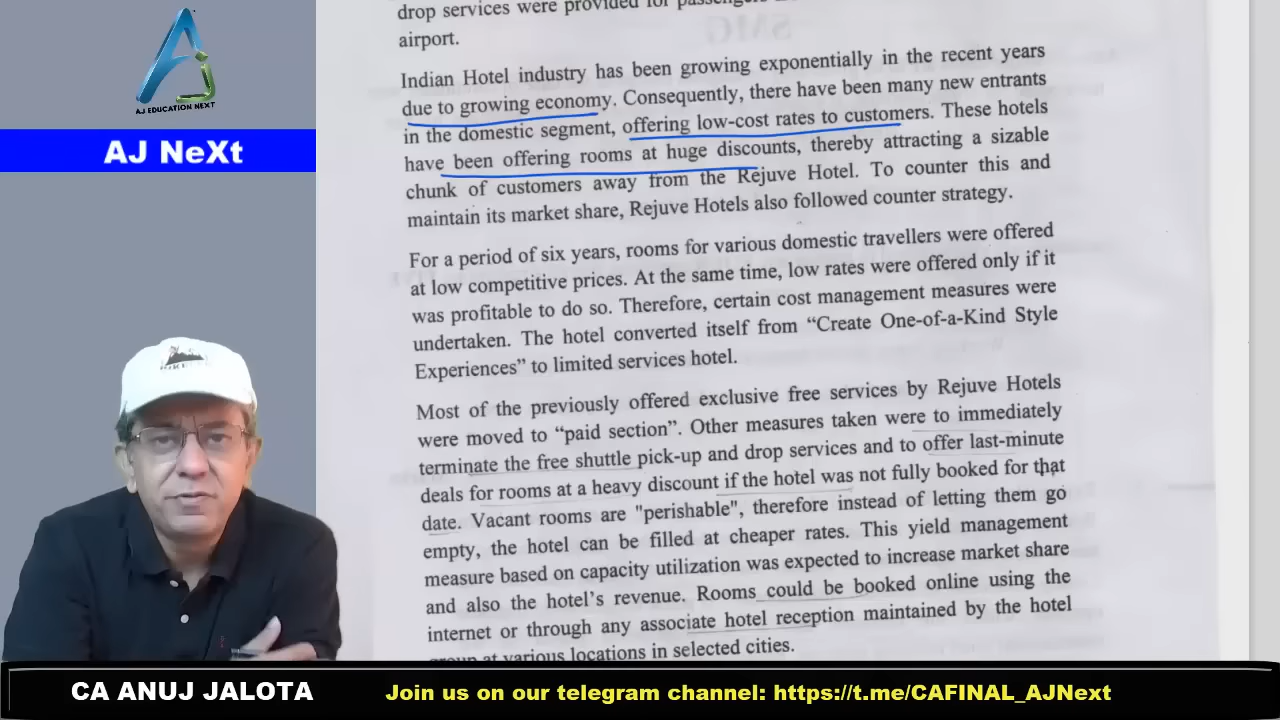 AJ EDUCATION NEXT
AJ NeXt
drop services were provided for passengers
airport.
Indian Hotel industry has been growing exponentially in the recent years
due to growing economy. Consequently, there have been many new entrants
in the domestic segment, offering low-cost rates to customers. These hotels
have been offering rooms at huge discounts, thereby attracting a sizable
chunk of customers away from the Rejuve Hotel. To counter this and
maintain its market share, Rejuve Hotels also followed counter strategy.
For a period of six years, rooms for various domestic travellers were offered
at low competitive prices. At the same time, low rates were offered only if it
was profitable to do so. Therefore, certain cost management measures were
undertaken. The hotel converted itself from “Create One-of-a-Kind Style
Experiences” to limited services hotel.
Most of the previously offered exclusive free services by Rejuve Hotels
were moved to “paid section”. Other measures taken were to immediately
terminate the free shuttle pick-up and drop services and to offer last-minute
deals for rooms at a heavy discount if the hotel was not fully booked for that
date. Vacant rooms are "perishable", therefore instead of letting them go
empty, the hotel can be filled at cheaper rates. This yield management
measure based on capacity utilization was expected to increase market share
and also the hotel’s revenue. Rooms could be booked online using the
internet or through any associate hotel reception maintained by the hotel
group at various locations in selected cities.
CA ANUJ JALOTA
Join us on our telegram channel: https://t.me/CAFINAL_AJNext